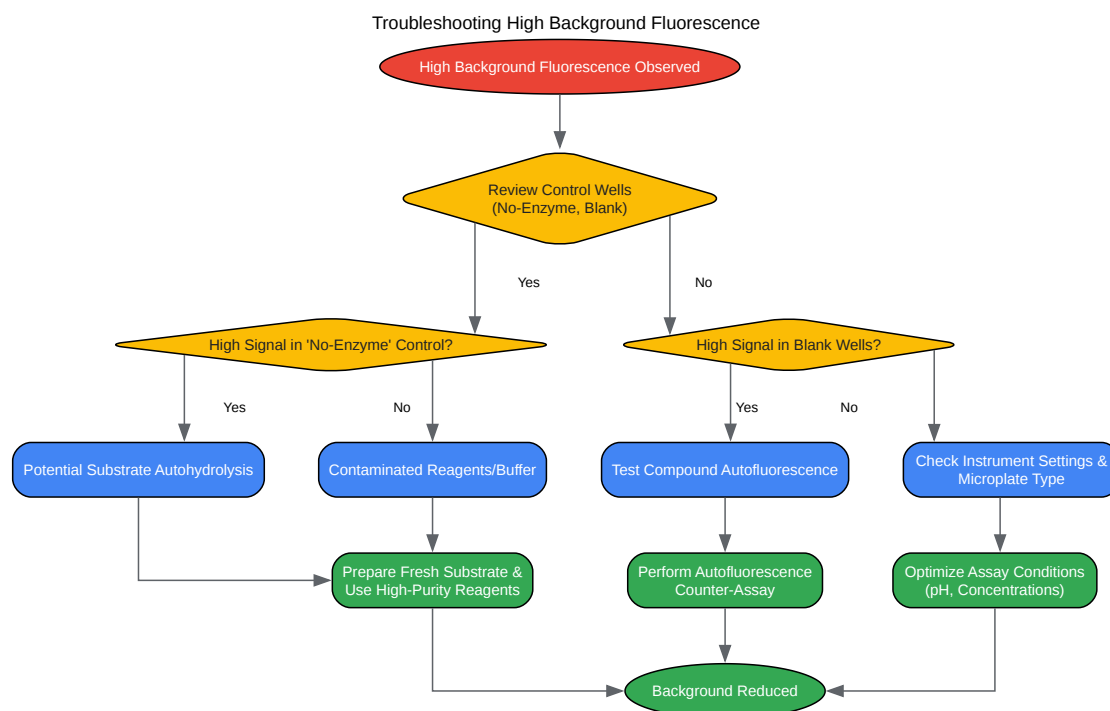 Troubleshooting High Background Fluorescence
High Background Fluorescence Observed
Review Control Wells
(No-Enzyme, Blank)
Yes
No
High Signal in 'No-Enzyme' Control?
High Signal in Blank Wells?
Yes
No
Yes
No
Potential Substrate Autohydrolysis
Contaminated Reagents/Buffer
Test Compound Autofluorescence
Check Instrument Settings &
Microplate Type
Prepare Fresh Substrate &
Use High-Purity Reagents
Perform Autofluorescence
Counter-Assay
Optimize Assay Conditions
(pH, Concentrations)
Background Reduced